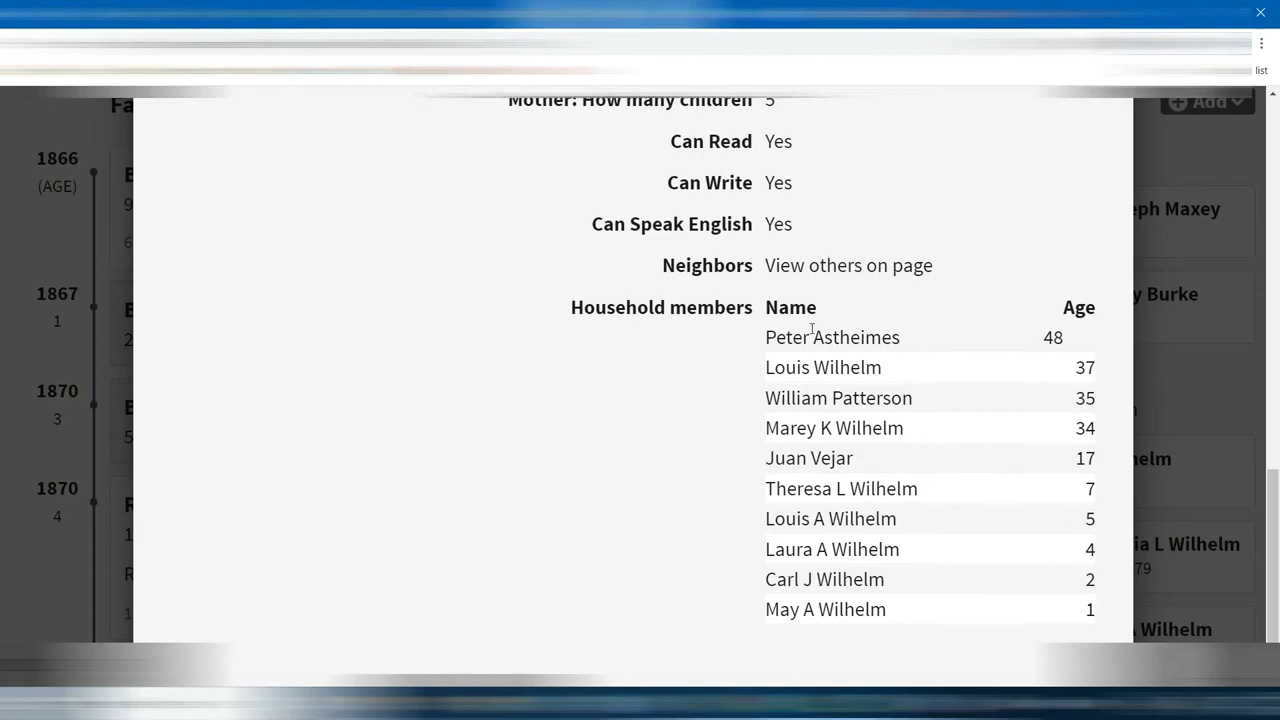 list
Fa
Add
Mother: How many children 5
1866
(AGE)
Can Read Yes
Can Write Yes
eph Maxey
Can Speak English Yes
Neighbors View others on page
1867
1
y Burke
Household members Name Age
Peter Astheimes 48
Louis Wilhelm 37
1870
3
William Patterson 35
Marey K Wilhelm 34
Juan Vejar 17
elm
1870
4
Theresa L Wilhelm 7
Louis A Wilhelm 5
Laura A Wilhelm 4
ia L Wilhelm
79
Carl J Wilhelm 2
May A Wilhelm 1
Wilhelm